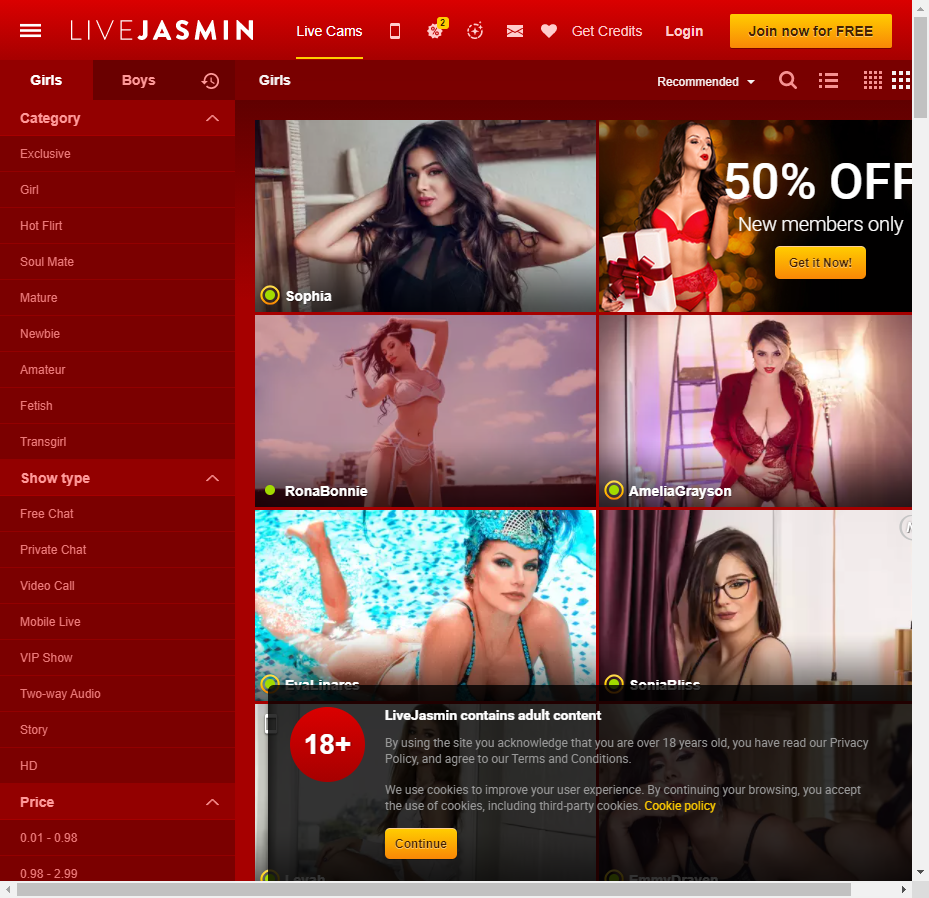 LIVEJASMIN
Live Cams
2
Get Credits
Login
Join now for FREE
Girls
Boys
Girls
Recommended
Category
Exclusive
Girl
Hot Flirt
Soul Mate
Mature
Newbie
Amateur
Fetish
Transgirl
Show type
Free Chat
Private Chat
Video Call
Mobile Live
VIP Show
Two-way Audio
Story
HD
Price
0.01 - 0.98
0.98 - 2.99
Sophia
50% OFF
New members only
Get it Now!
RonaBonnie
AmeliaGrayson
EvaLinares
SoniaBliss
18+
LiveJasmin contains adult content
By using the site you acknowledge that you are over 18 years old, you have read our Privacy
Policy, and agree to our Terms and Conditions.
We use cookies to improve your user experience. By continuing your browsing, you accept
the use of cookies, including third-party cookies. Cookie policy
Continue
Leyah
EmmyDraven